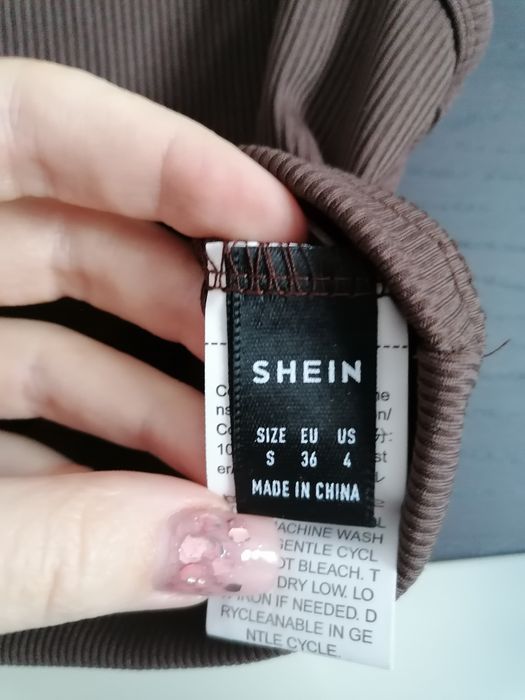 SHEIN
SIZE EU US
S 36 4
MADE IN CHINA
MACHINE WASH
GENTLE CYCL
OT BLEACH. T
DRY LOW. LO
IRON IF NEEDED. D
RYCLEANABLE IN GE
NTLE CYCLE.